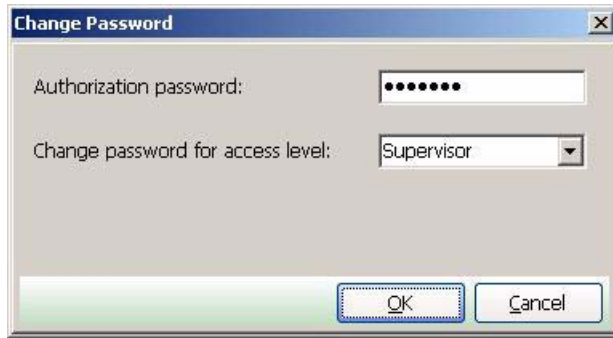 Change Password
Authorization password: •••••••
Change password for access level: Supervisor
OK Cancel